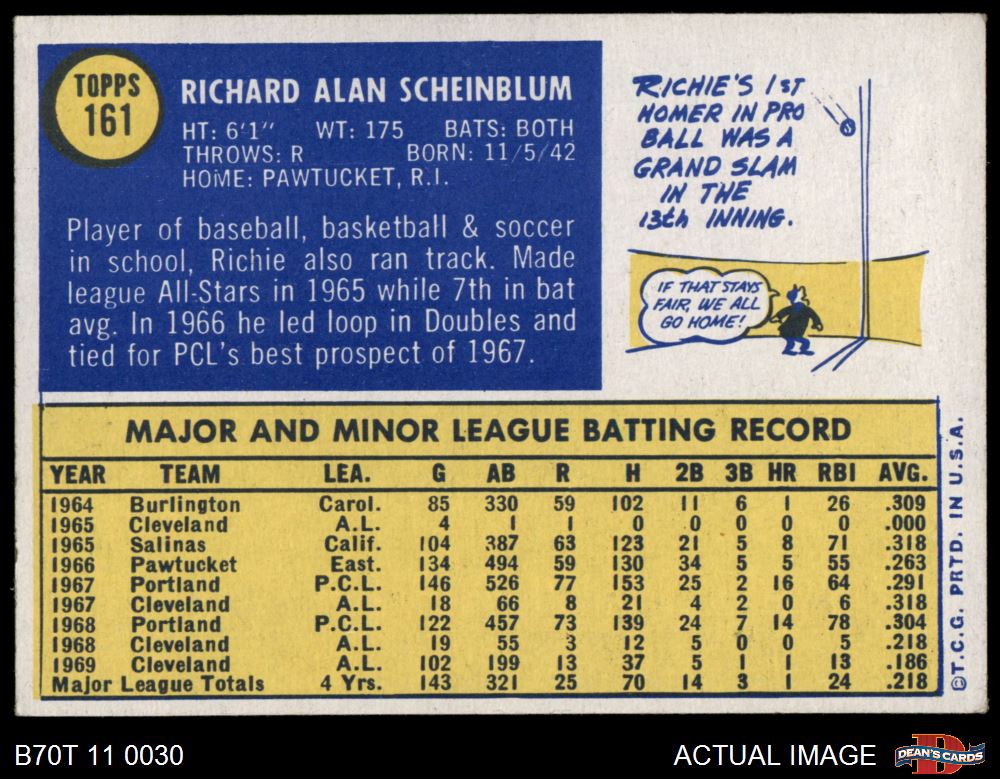 TOPPS
161
RICHARD ALAN SCHEINBLUM
HT: 6'1" WT: 175 BATS: BOTH
THROWS: R BORN: 11/5/42
HOME: PAWTUCKET, R.I.
Player of baseball, basketball & soccer
in school, Richie also ran track. Made
league All-Stars in 1965 while 7th in bat
avg. In 1966 he led loop in Doubles and
tied for PCL's best prospect of 1967.
RICHIE'S 1ST
HOMER IN PRO
BALL WAS A
GRAND SLAM
IN THE
13th INNING.
IF THAT STAYS
FAIR, WE ALL
GO HOME!
MAJOR AND MINOR LEAGUE BATTING RECORD
YEAR TEAM LEA. G AB R H 2B 3B HR RBI AVG.
1964 Burlington Carol. 85 330 59 102 11 6 1 26 .309
1965 Cleveland A.L. 4 1 1 0 0 0 0 0 .000
1965 Salinas Calif. 104 387 63 123 21 5 8 71 .318
1966 Pawtucket East. 134 494 59 130 34 5 5 55 .263
1967 Portland P.C.L. 146 526 77 153 25 2 16 64 .291
1967 Cleveland A.L. 18 66 8 21 4 2 0 6 .318
1968 Portland P.C.L. 122 457 73 139 24 7 14 78 .304
1968 Cleveland A.L. 19 55 3 12 5 0 0 5 .218
1969 Cleveland A.L. 102 199 13 37 5 1 1 13 .186
Major League Totals 4 Yrs. 143 321 25 70 14 3 1 24 .218
©T.C.G. PRTD. IN U.S.A.
B70T 11 0030
ACTUAL IMAGE
DEAN'S CARDS